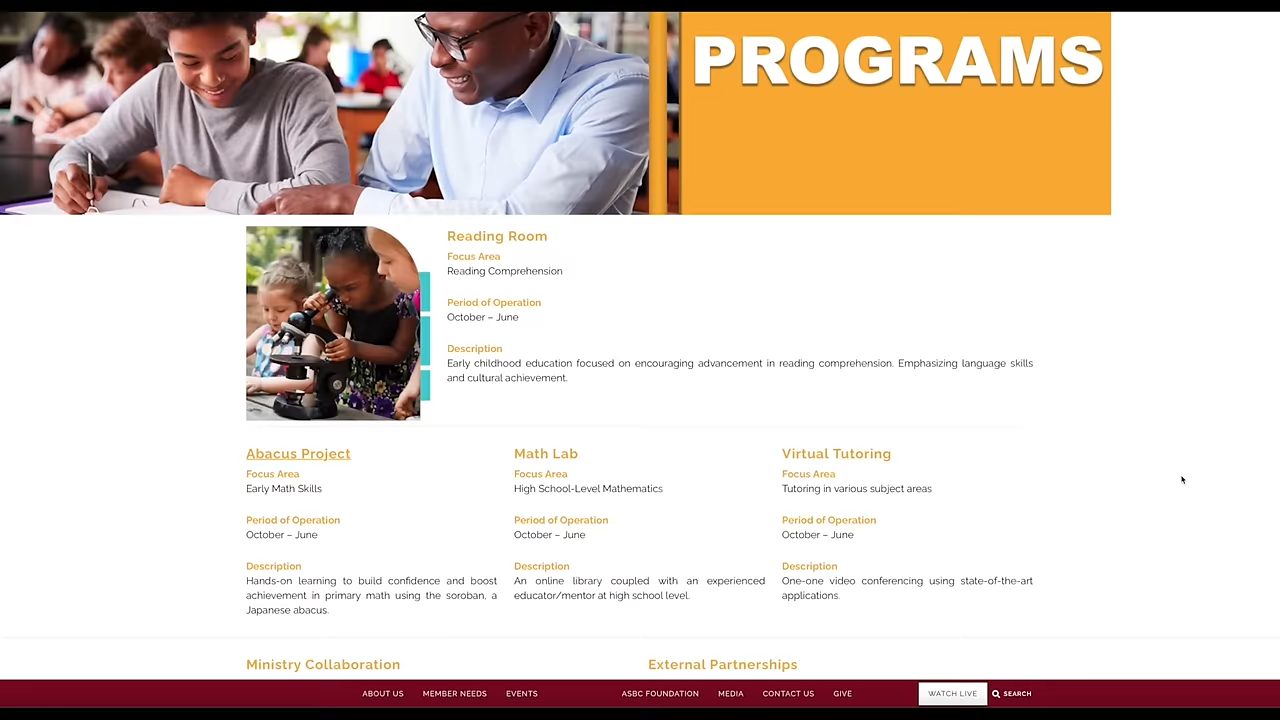 PROGRAMS
Reading Room
Focus Area
Reading Comprehension
Period of Operation
October – June
Description
Early childhood education focused on encouraging advancement in reading comprehension. Emphasizing language skills
and cultural achievement.
Abacus Project
Focus Area
Early Math Skills
Period of Operation
October – June
Description
Hands-on learning to build confidence and boost
achievement in primary math using the soroban, a
Japanese abacus.
Math Lab
Focus Area
High School-Level Mathematics
Period of Operation
October – June
Description
An online library coupled with an experienced
educator/mentor at high school level.
Virtual Tutoring
Focus Area
Tutoring in various subject areas
Period of Operation
October – June
Description
One-one video conferencing using state-of-the-art
applications.
Ministry Collaboration
External Partnerships
ABOUT US MEMBER NEEDS EVENTS ASBC FOUNDATION MEDIA CONTACT US GIVE WATCH LIVE SEARCH